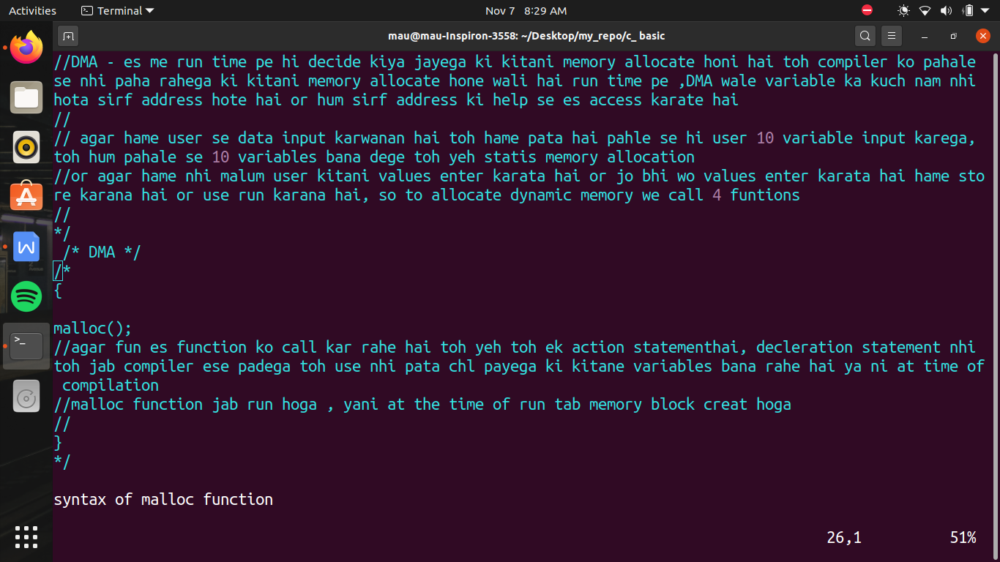 Activities
Terminal
Nov 7 8:29 AM
mau@mau-Inspiron-3558: ~/Desktop/my_repo/c_ basic
//DMA - es me run time pe hi decide kiya jayega ki kitani memory allocate honi hai toh compiler ko pahale
se nhi paha rahega ki kitani memory allocate hone wali hai run time pe ,DMA wale variable ka kuch nam nhi
hota sirf address hote hai or hum sirf address ki help se es access karate hai
//
// agar hame user se data input karwanan hai toh hame pata hai pahle se hi user 10 variable input karega,
toh hum pahale se 10 variables bana dege toh yeh statis memory allocation
//or agar hame nhi malum user kitani values enter karata hai or jo bhi wo values enter karata hai hame sto
re karana hai or use run karana hai, so to allocate dynamic memory we call 4 funtions
//
*/
/* DMA */
/*
{
malloc();
//agar fun es function ko call kar rahe hai toh yeh toh ek action statementhai, decleration statement nhi
toh jab compiler ese padega toh use nhi pata chl payega ki kitane variables bana rahe hai ya ni at time of
compilation
//malloc function jab run hoga , yani at the time of run tab memory block creat hoga
//
}
*/
syntax of malloc function
26,1 51%